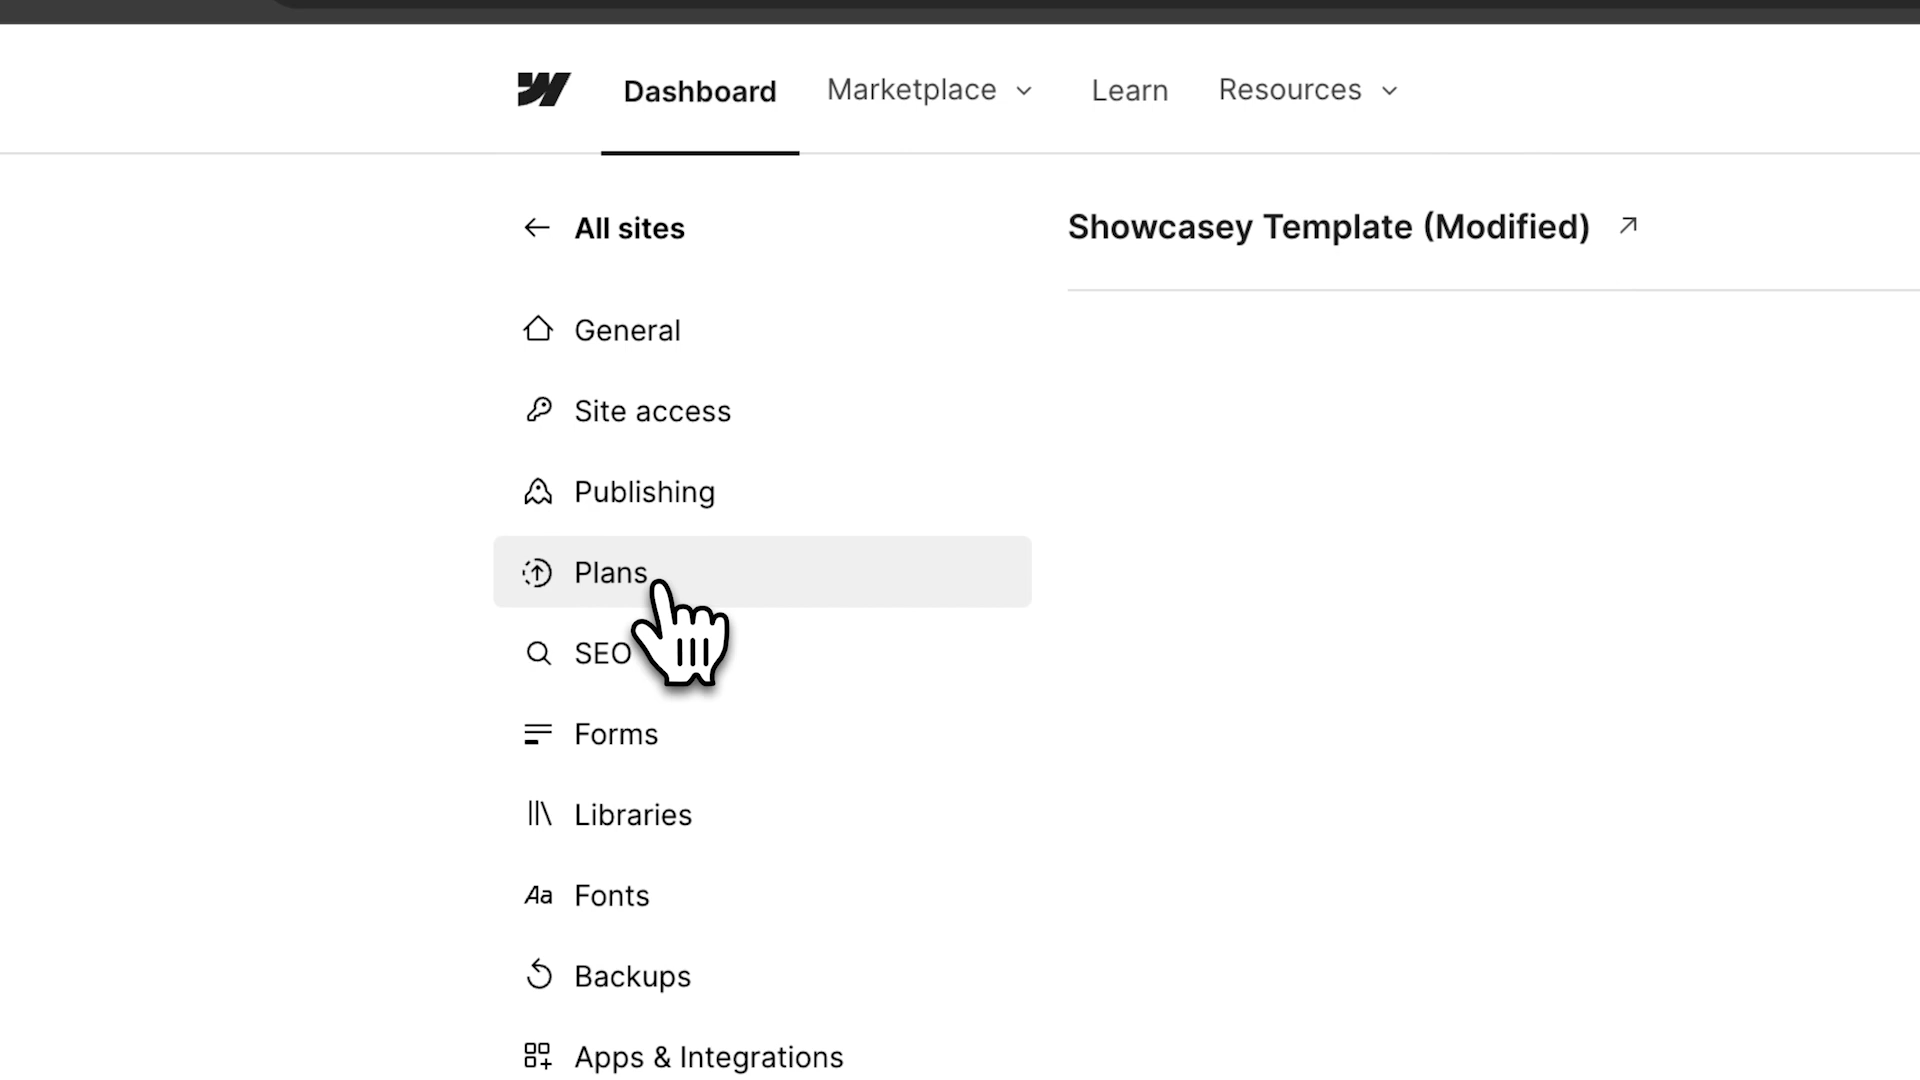 Dashboard Marketplace Learn Resources
All sites
Showcasey Template (Modified)
General
Site access
Publishing
Plans
SEO
Forms
Libraries
Aa Fonts
Backups
Apps & Integrations